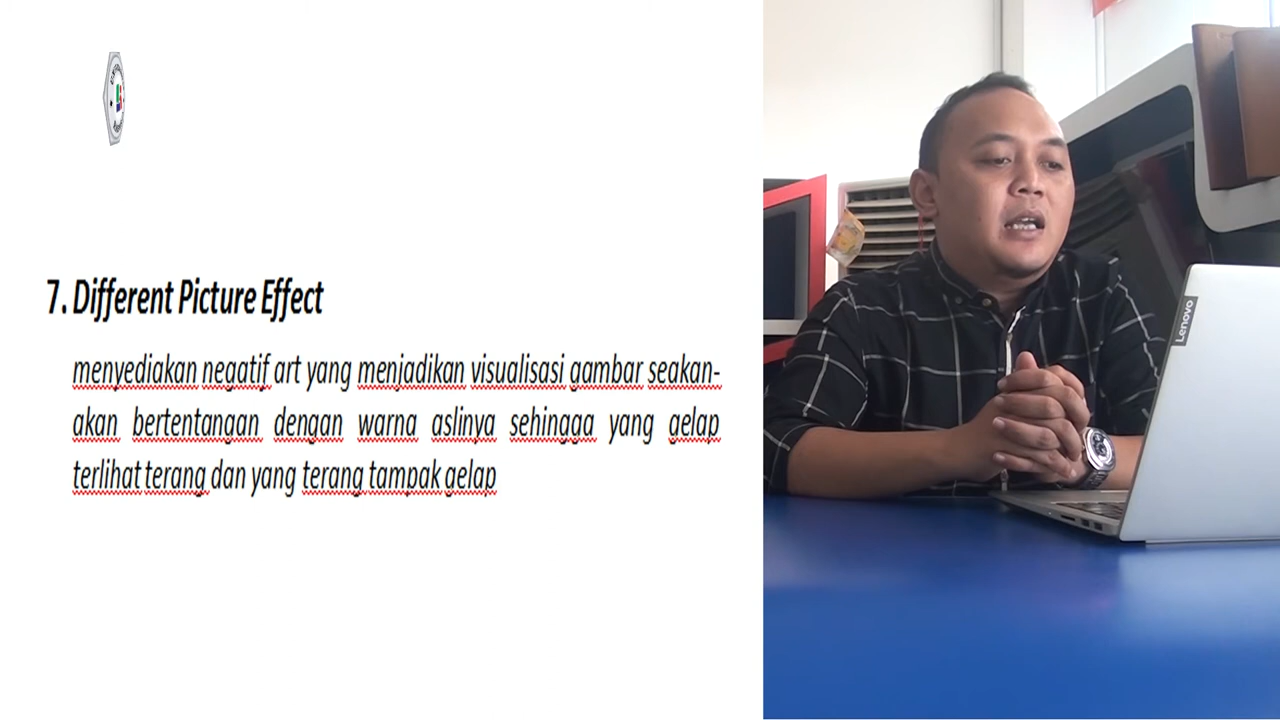 7. Different Picture Effect
menyediakan negatif art yang menjadikan visualisasi gambar seakan-
akan bertentangan dengan warna aslinya sehingga yang gelap
terlihat terang dan yang terang tampak gelap
Lenovo